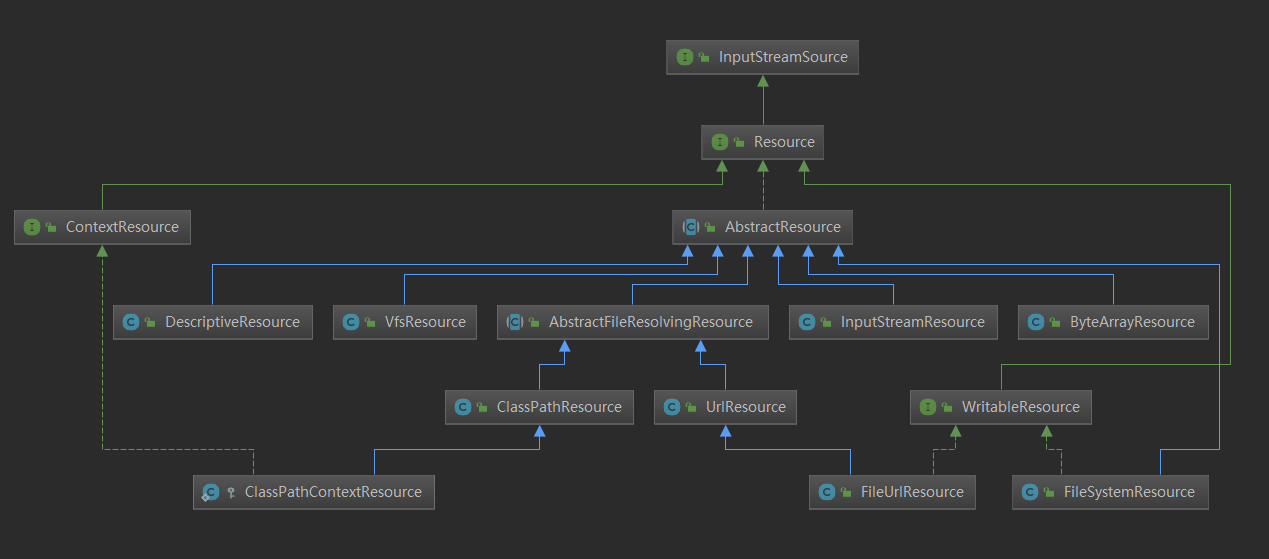 InputStreamSource
Resource
ContextResource
AbstractResource
DescriptiveResource
VfsResource
AbstractFileResolvingResource
InputStreamResource
ByteArrayResource
ClassPathResource
UrlResource
WritableResource
ClassPathContextResource
FileUrlResource
FileSystemResource